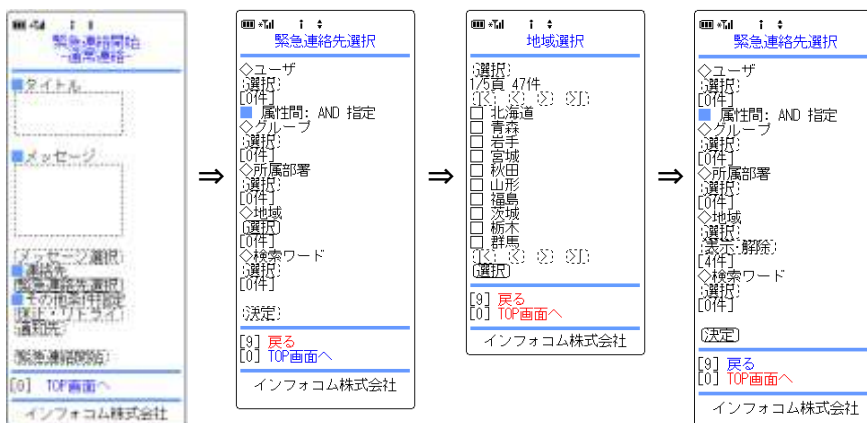 緊急連絡開始
-通常連絡-
■タイトル
■メッセージ
[メッセージ選択]
■連絡先
[緊急連絡先選択]
■その他条件指定
通知先
緊急連絡開始
[0] TOP画面へ
インフォコム株式会社
⇒
緊急連絡先選択
◇ユーザ
選択
[0件]
■ 属性間: AND 指定
◇グループ
選択
[0件]
◇所属部署
選択
[0件]
◇地域
選択
[0件]
◇検索ワード
選択
[0件]
決定
[9] 戻る
[0] TOP画面へ
インフォコム株式会社
⇒
地域選択
選択
1/5頁 47件
|< < > >|
北海道
青森
岩手
宮城
秋田
山形
福島
茨城
栃木
群馬
|< < > >|
選択
[9] 戻る
[0] TOP画面へ
インフォコム株式会社
⇒
緊急連絡先選択
◇ユーザ
選択
[0件]
■ 属性間: AND 指定
◇グループ
選択
[0件]
◇所属部署
選択
[0件]
◇地域
選択
表示・解除
[4件]
◇検索ワード
選択
[0件]
決定
[9] 戻る
[0] TOP画面へ
インフォコム株式会社